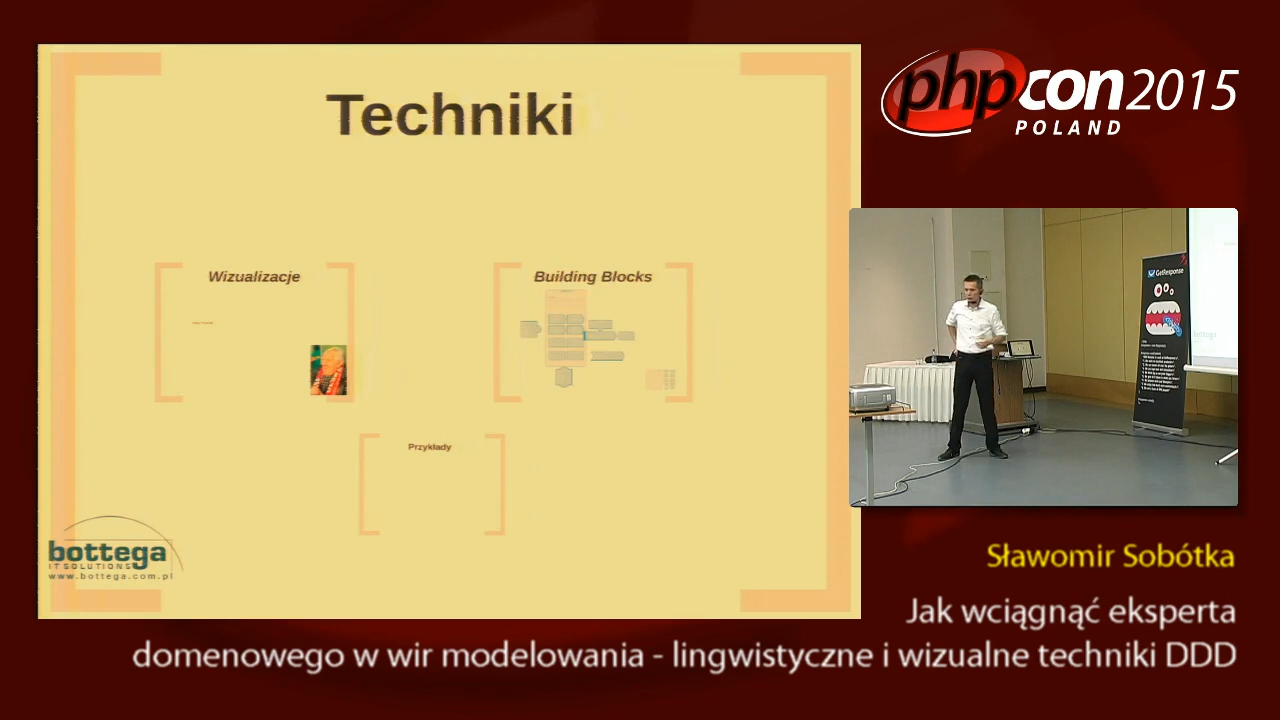 Techniki
Wizualizacje
Building Blocks
Przykłady
bottega
IT SOLUTIONS
www.bottega.com.pl
phpcon2015
POLAND
GetResponse
bottega
Sławomir Sobótka
Jak wciągnąć eksperta
domenowego w wir modelowania - lingwistyczne i wizualne techniki DDD